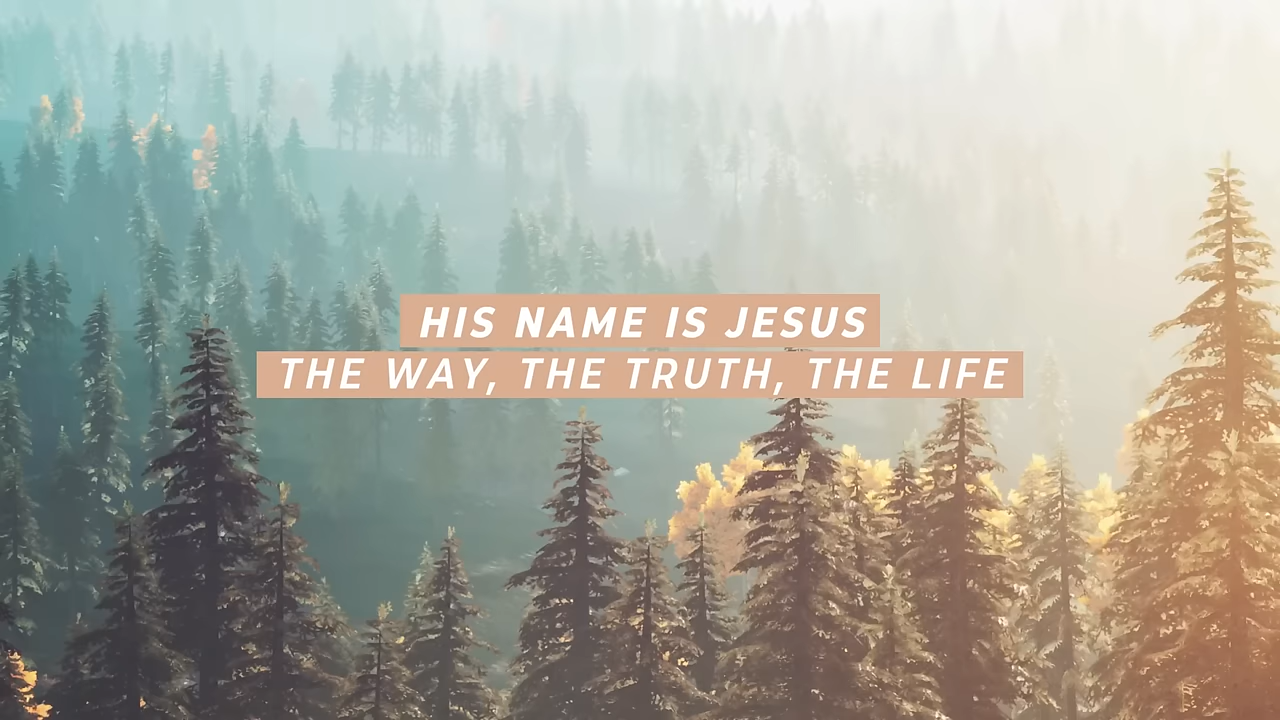 HIS NAME IS JESUS
THE WAY, THE TRUTH, THE LIFE